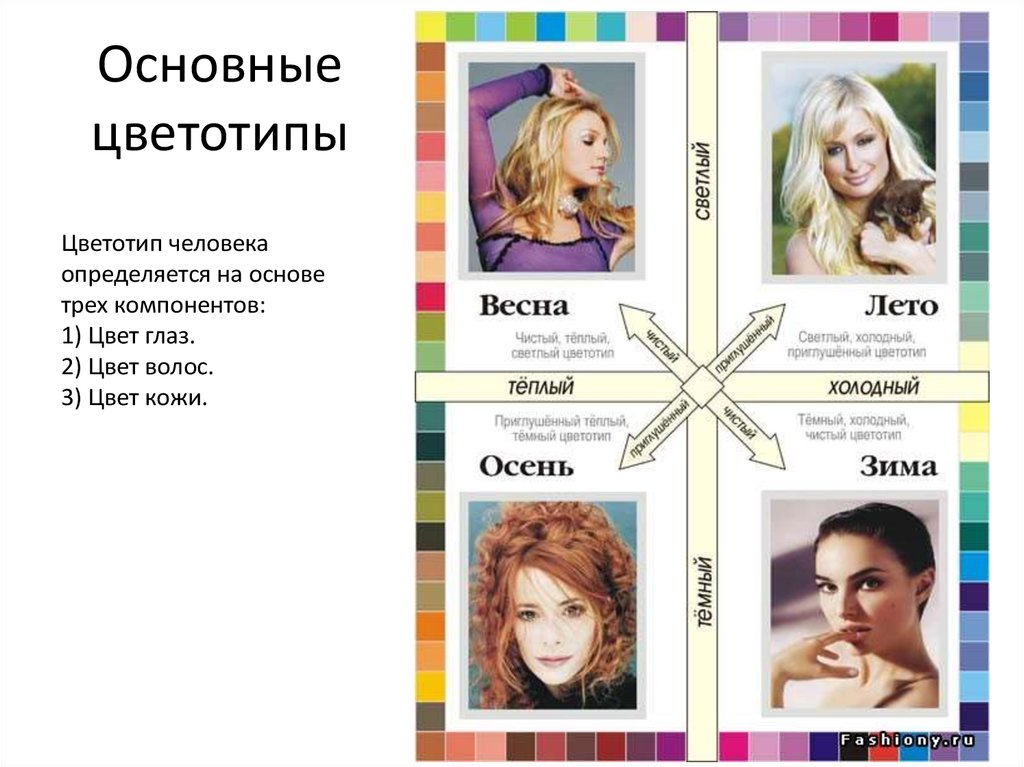 Основные
цветотипы
Цветотип человека
определяется на основе
трех компонентов:
1) Цвет глаз.
2) Цвет волос.
3) Цвет кожи.
светлый
Весна
Чистый, тёплый,
светлый цветотип
Лето
Светлый, холодный,
приглушённый цветотип
чистый
приглушённый
тёплый
холодный
приглушённый
чистый
Приглушённый тёплый,
тёмный цветотип
Осень
Тёмный, холодный,
чистый цветотип
Зима
тёмный
Fashiony.ru